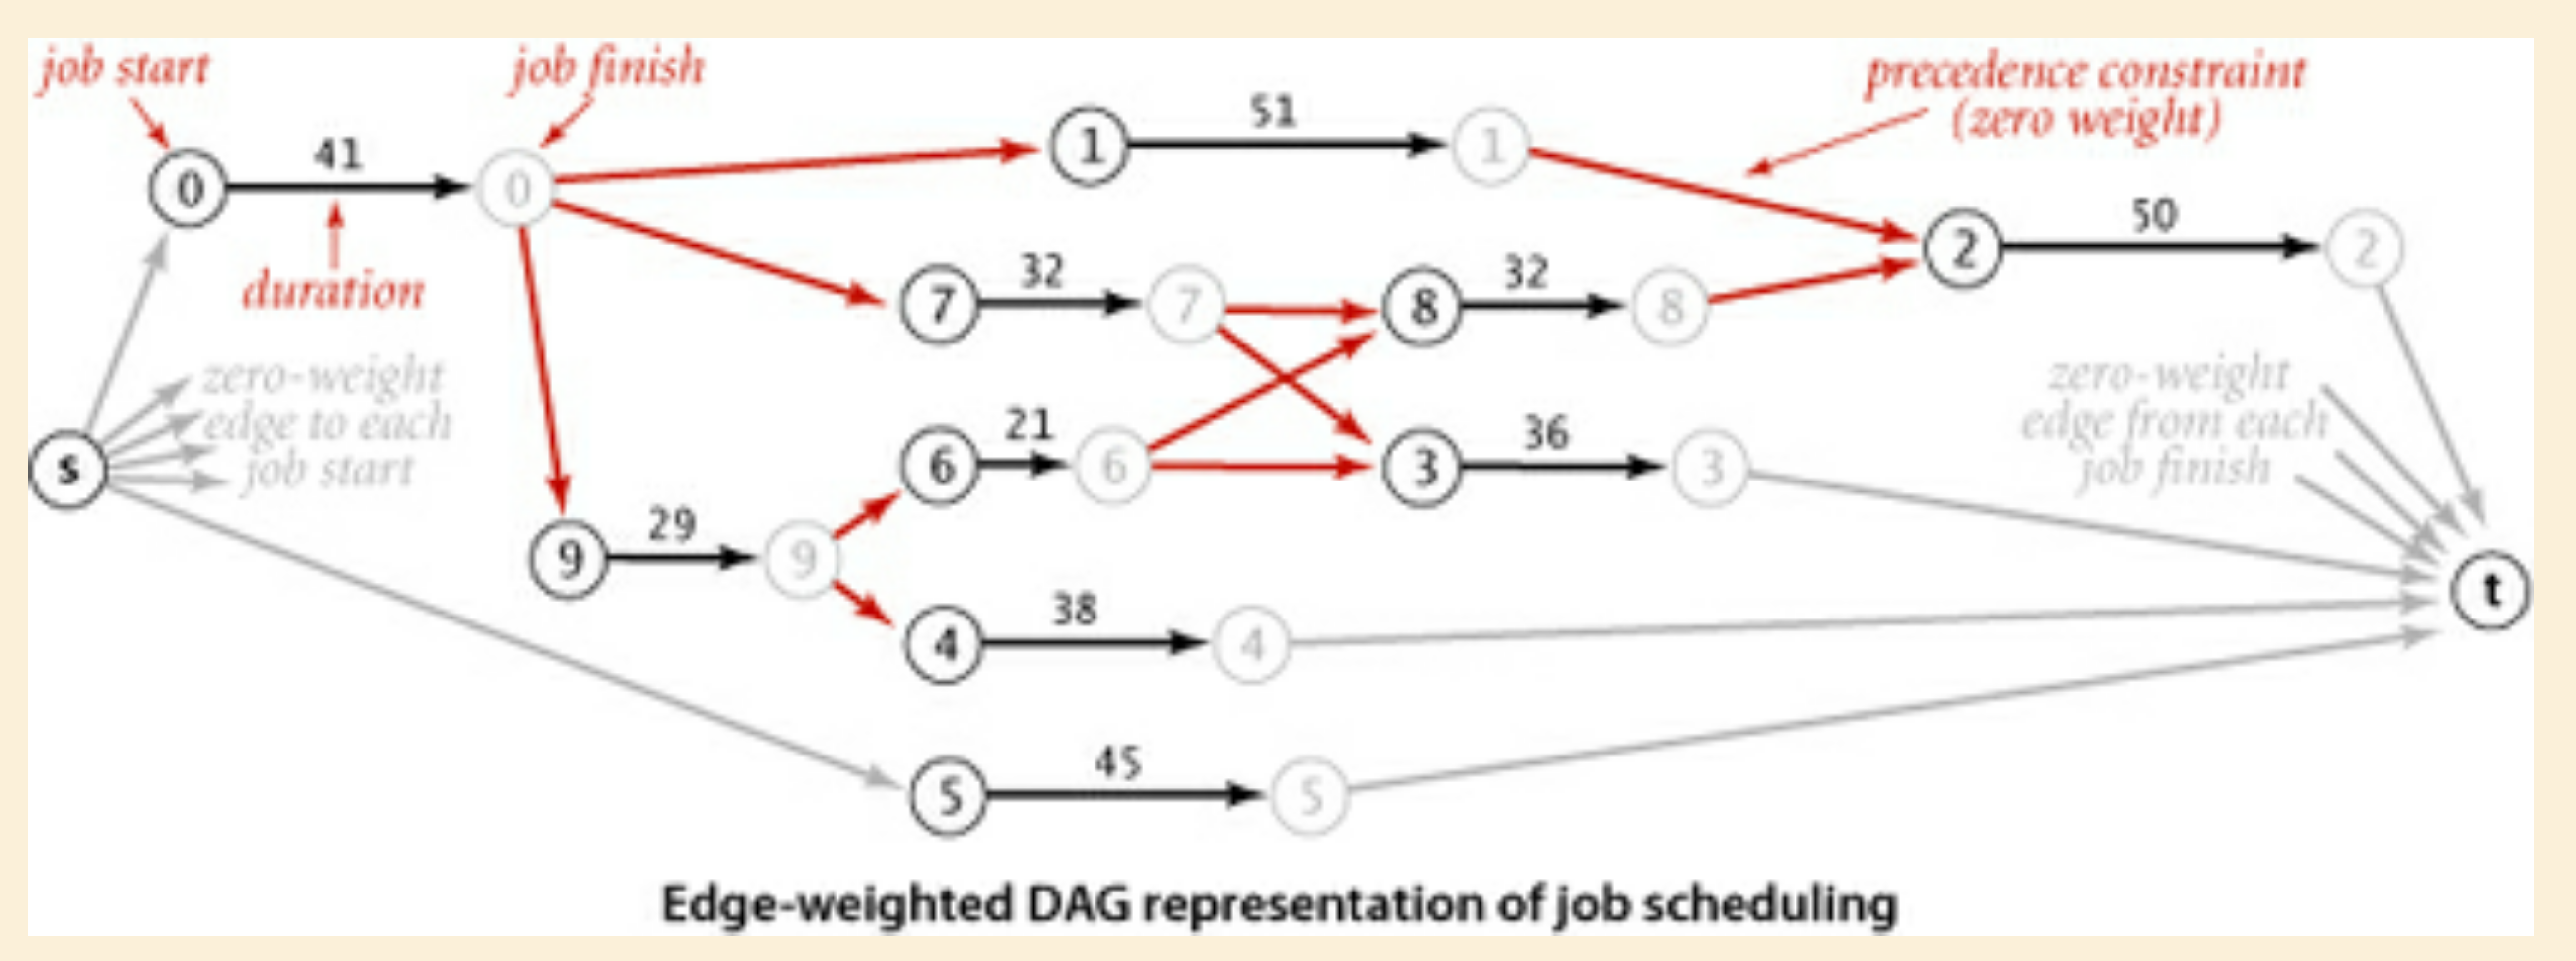 job start
job finish
precedence constraint
(zero weight)
51
1
1
41
0
0
50
2
2
duration
32
7
7
32
8
8
zero-weight
edge to each
job start
zero-weight
edge from each
job finish
s
21
6
6
36
3
3
29
9
9
t
38
4
4
45
5
5
Edge-weighted DAG representation of job scheduling